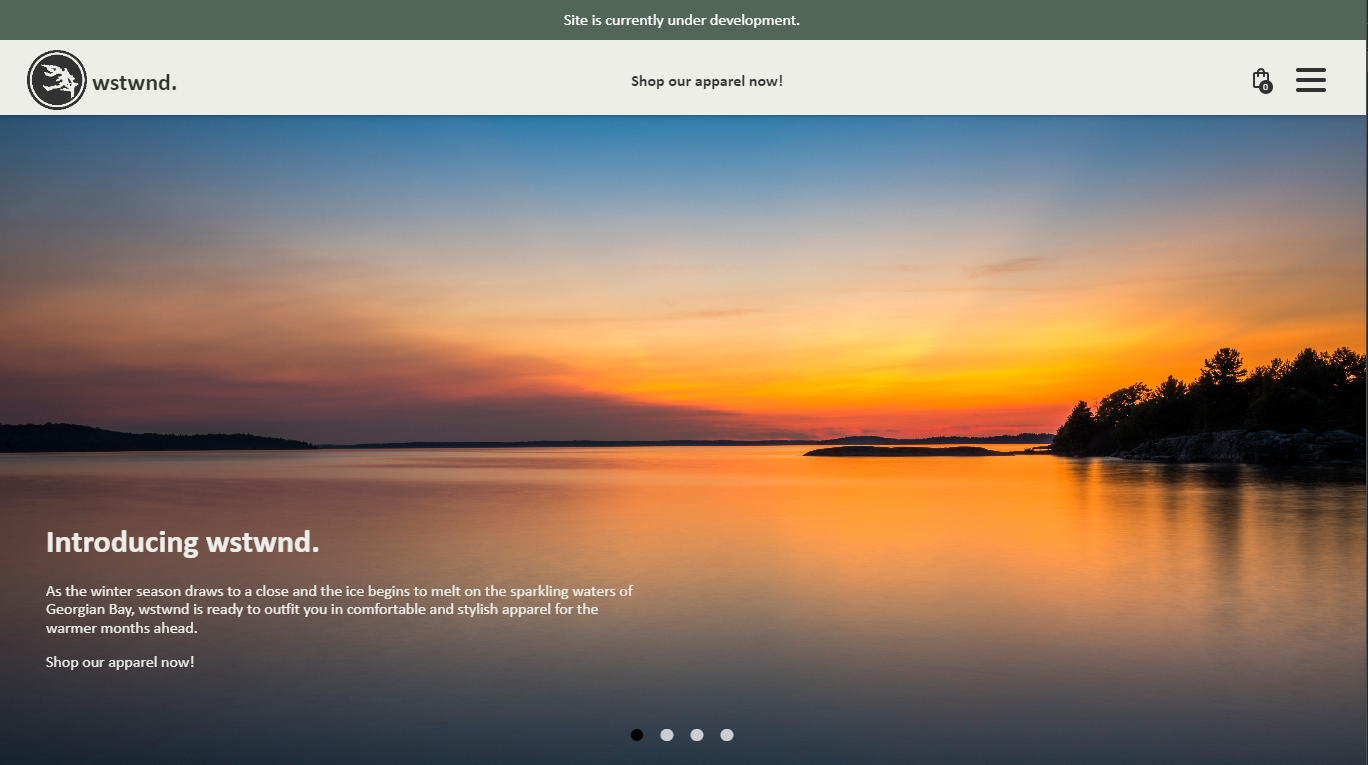 Site is currently under development.
wstwnd.
Shop our apparel now!
0
Introducing wstwnd.
As the winter season draws to a close and the ice begins to melt on the sparkling waters of
Georgian Bay, wstwnd is ready to outfit you in comfortable and stylish apparel for the
warmer months ahead.
Shop our apparel now!